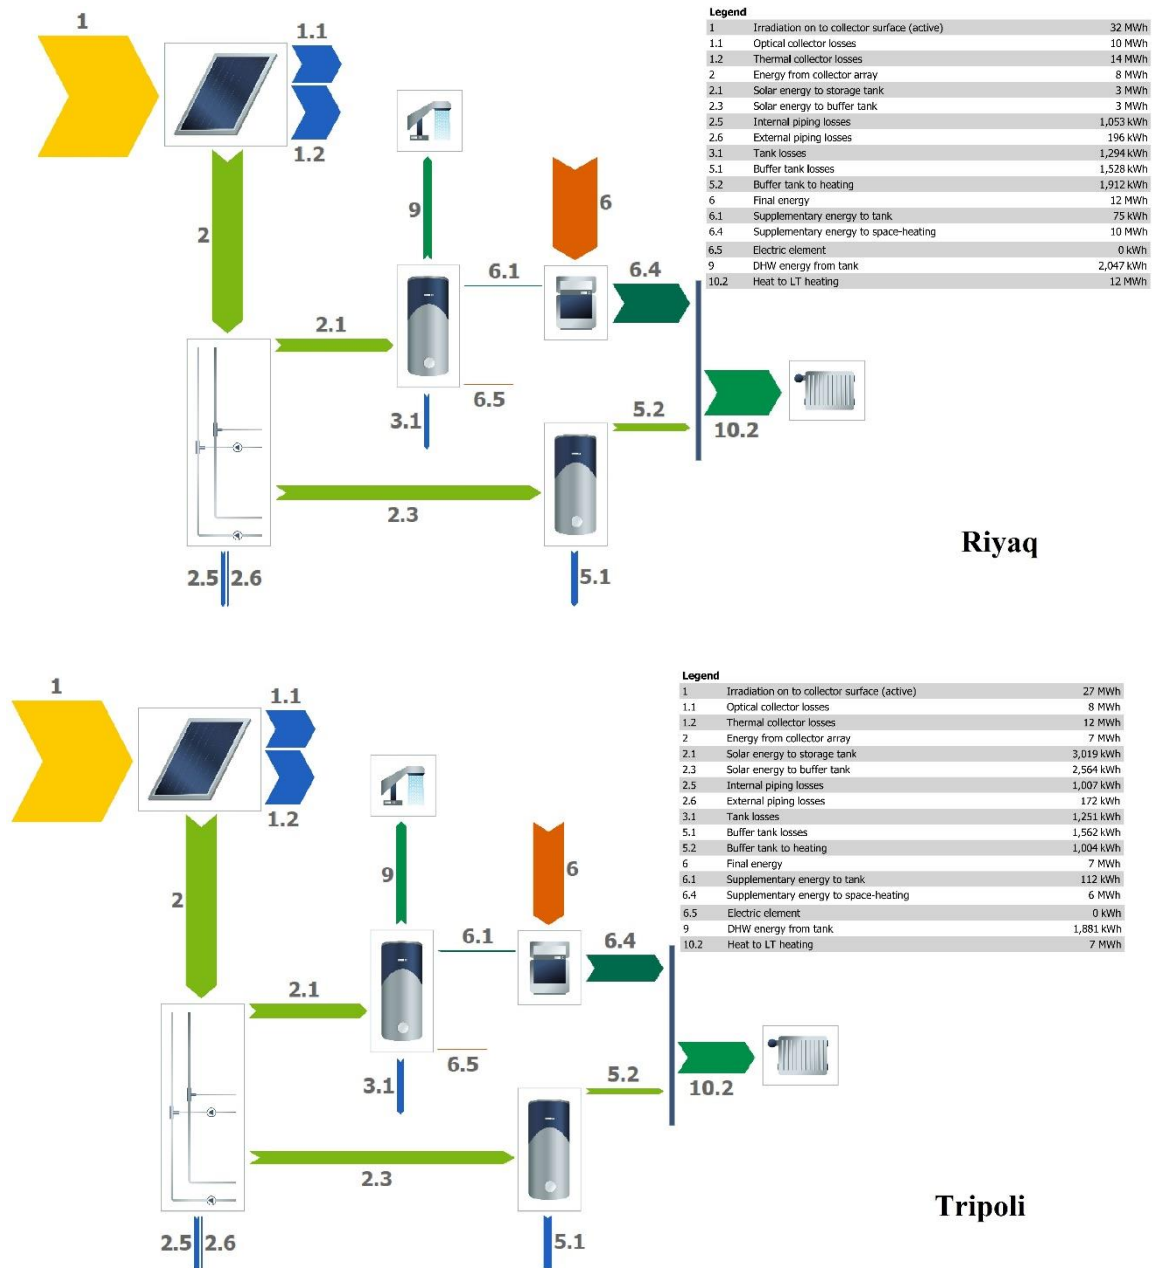 1
1.1
1.2
2
9
6
6.1
6.4
2.1
6.5
3.1
5.2
10.2
2.3
2.5
2.6
5.1
Legend
1 Irradiation on to collector surface (active) 32 MWh
1.1 Optical collector losses 10 MWh
1.2 Thermal collector losses 14 MWh
2 Energy from collector array 8 MWh
2.1 Solar energy to storage tank 3 MWh
2.3 Solar energy to buffer tank 3 MWh
2.5 Internal piping losses 1,053 kWh
2.6 External piping losses 196 kWh
3.1 Tank losses 1,294 kWh
5.1 Buffer tank losses 1,528 kWh
5.2 Buffer tank to heating 1,912 kWh
6 Final energy 12 MWh
6.1 Supplementary energy to tank 75 kWh
6.4 Supplementary energy to space-heating 10 MWh
6.5 Electric element 0 kWh
9 DHW energy from tank 2,047 kWh
10.2 Heat to LT heating 12 MWh
Riyaq
1
1.1
1.2
2
9
6
6.1
6.4
2.1
6.5
3.1
5.2
10.2
2.3
2.5
2.6
5.1
Legend
1 Irradiation on to collector surface (active) 27 MWh
1.1 Optical collector losses 8 MWh
1.2 Thermal collector losses 12 MWh
2 Energy from collector array 7 MWh
2.1 Solar energy to storage tank 3,019 kWh
2.3 Solar energy to buffer tank 2,564 kWh
2.5 Internal piping losses 1,007 kWh
2.6 External piping losses 172 kWh
3.1 Tank losses 1,251 kWh
5.1 Buffer tank losses 1,562 kWh
5.2 Buffer tank to heating 1,004 kWh
6 Final energy 7 MWh
6.1 Supplementary energy to tank 112 kWh
6.4 Supplementary energy to space-heating 6 MWh
6.5 Electric element 0 kWh
9 DHW energy from tank 1,881 kWh
10.2 Heat to LT heating 7 MWh
Tripoli